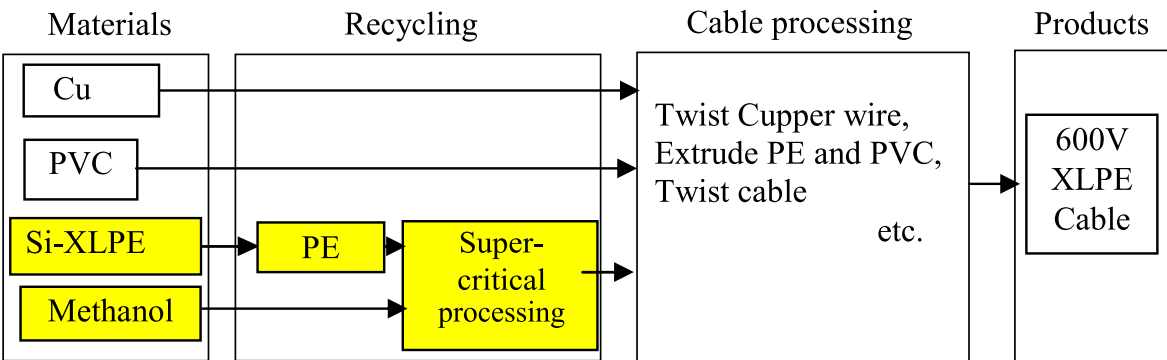 Materials
Recycling
Cable processing
Products
Cu
PVC
Si-XLPE
Methanol
PE
Super-
critical
processing
Twist Cupper wire,
Extrude PE and PVC,
Twist cable
etc.
600V
XLPE
Cable